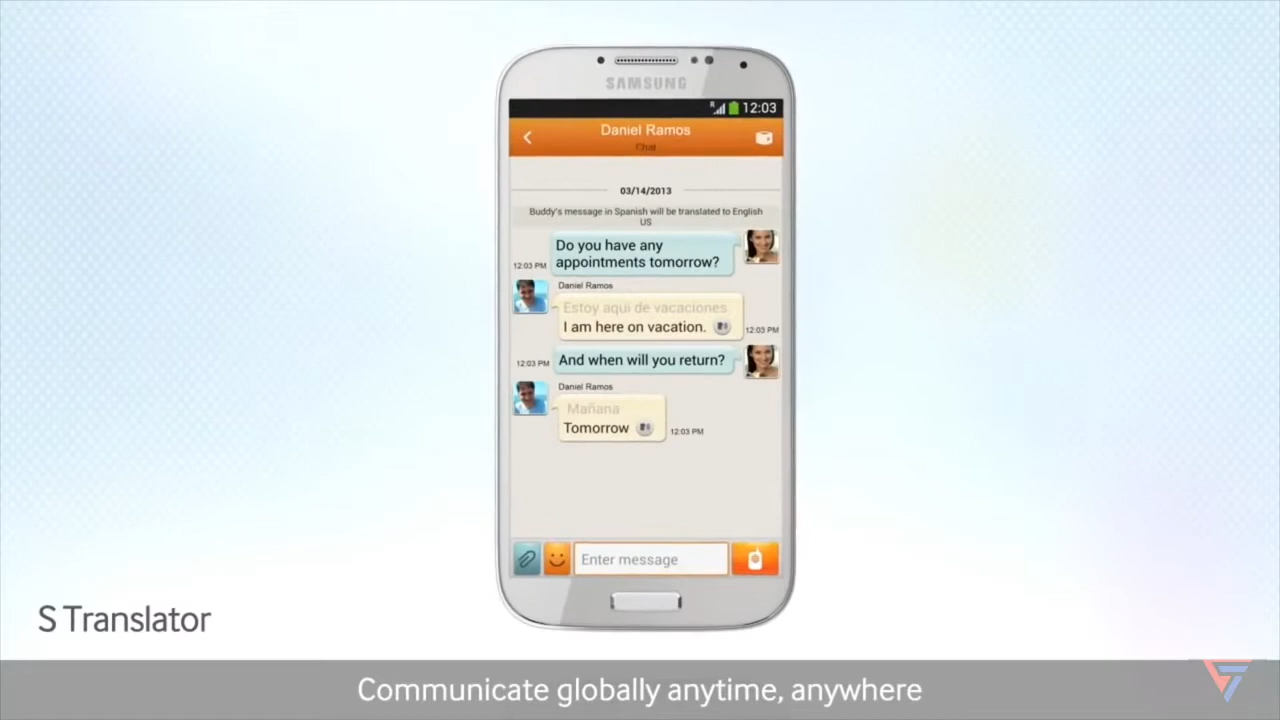 SAMSUNG
R 12:03
Daniel Ramos
Chat
03/14/2013
Buddy's message in Spanish will be translated to English
US
Do you have any
appointments tomorrow?
12:03 PM
Daniel Ramos
Estoy aqui de vacaciones
I am here on vacation.
12:03 PM
And when will you return?
12:03 PM
Daniel Ramos
Mañana
Tomorrow
12:03 PM
Enter message
S Translator
Communicate globally anytime, anywhere